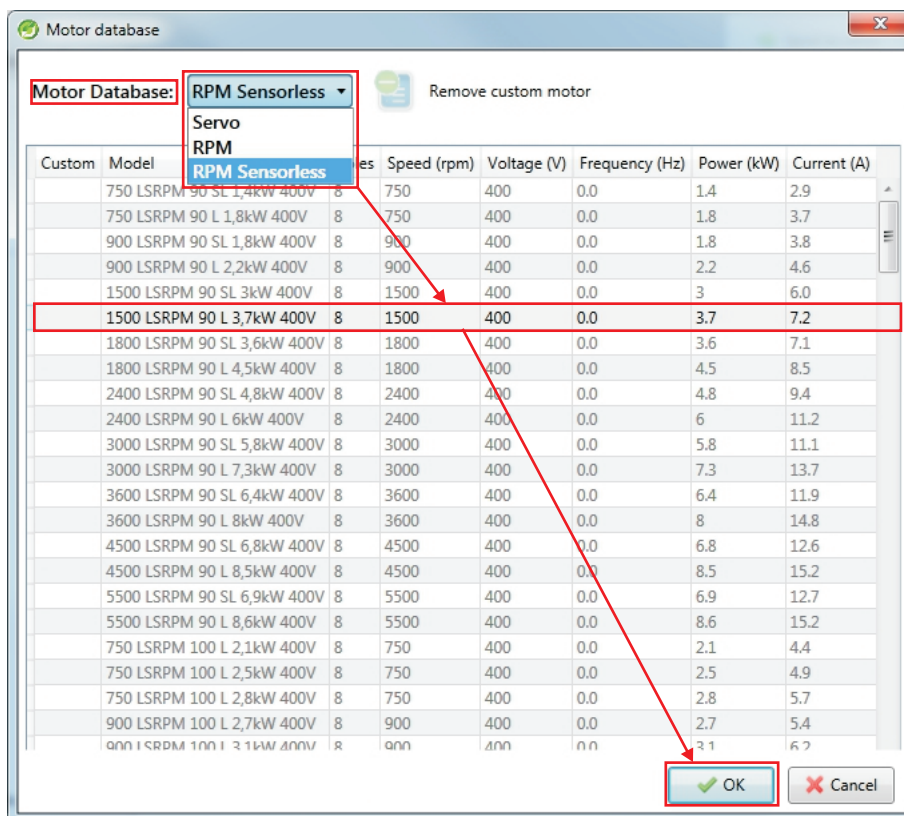 Motor database
Motor Database: RPM Sensorless Remove custom motor
Servo
RPM
RPM Sensorless
Custom Model es Speed (rpm) Voltage (V) Frequency (Hz) Power (kW) Current (A)
750 LSRPM 90 SL 1,4kW 400V 8 750 400 0.0 1.4 2.9
750 LSRPM 90 L 1,8kW 400V 8 750 400 0.0 1.8 3.7
900 LSRPM 90 SL 1,8kW 400V 8 900 400 0.0 1.8 3.8
900 LSRPM 90 L 2,2kW 400V 8 900 400 0.0 2.2 4.6
1500 LSRPM 90 SL 3kW 400V 8 1500 400 0.0 3 6.0
1500 LSRPM 90 L 3,7kW 400V 8 1500 400 0.0 3.7 7.2
1800 LSRPM 90 SL 3,6kW 400V 8 1800 400 0.0 3.6 7.1
1800 LSRPM 90 L 4,5kW 400V 8 1800 400 0.0 4.5 8.5
2400 LSRPM 90 SL 4,8kW 400V 8 2400 400 0.0 4.8 9.4
2400 LSRPM 90 L 6kW 400V 8 2400 400 0.0 6 11.2
3000 LSRPM 90 SL 5,8kW 400V 8 3000 400 0.0 5.8 11.1
3000 LSRPM 90 L 7,3kW 400V 8 3000 400 0.0 7.3 13.7
3600 LSRPM 90 SL 6,4kW 400V 8 3600 400 0.0 6.4 11.9
3600 LSRPM 90 L 8kW 400V 8 3600 400 0.0 8 14.8
4500 LSRPM 90 SL 6,8kW 400V 8 4500 400 0.0 6.8 12.6
4500 LSRPM 90 L 8,5kW 400V 8 4500 400 0.0 8.5 15.2
5500 LSRPM 90 SL 6,9kW 400V 8 5500 400 0.0 6.9 12.7
5500 LSRPM 90 L 8,6kW 400V 8 5500 400 0.0 8.6 15.2
750 LSRPM 100 L 2,1kW 400V 8 750 400 0.0 2.1 4.4
750 LSRPM 100 L 2,5kW 400V 8 750 400 0.0 2.5 4.9
750 LSRPM 100 L 2,8kW 400V 8 750 400 0.0 2.8 5.7
900 LSRPM 100 L 2,7kW 400V 8 900 400 0.0 2.7 5.4
900 LSRPM 100 L 3,1kW 400V 8 900 400 0.0 3.1 6.2
OK Cancel